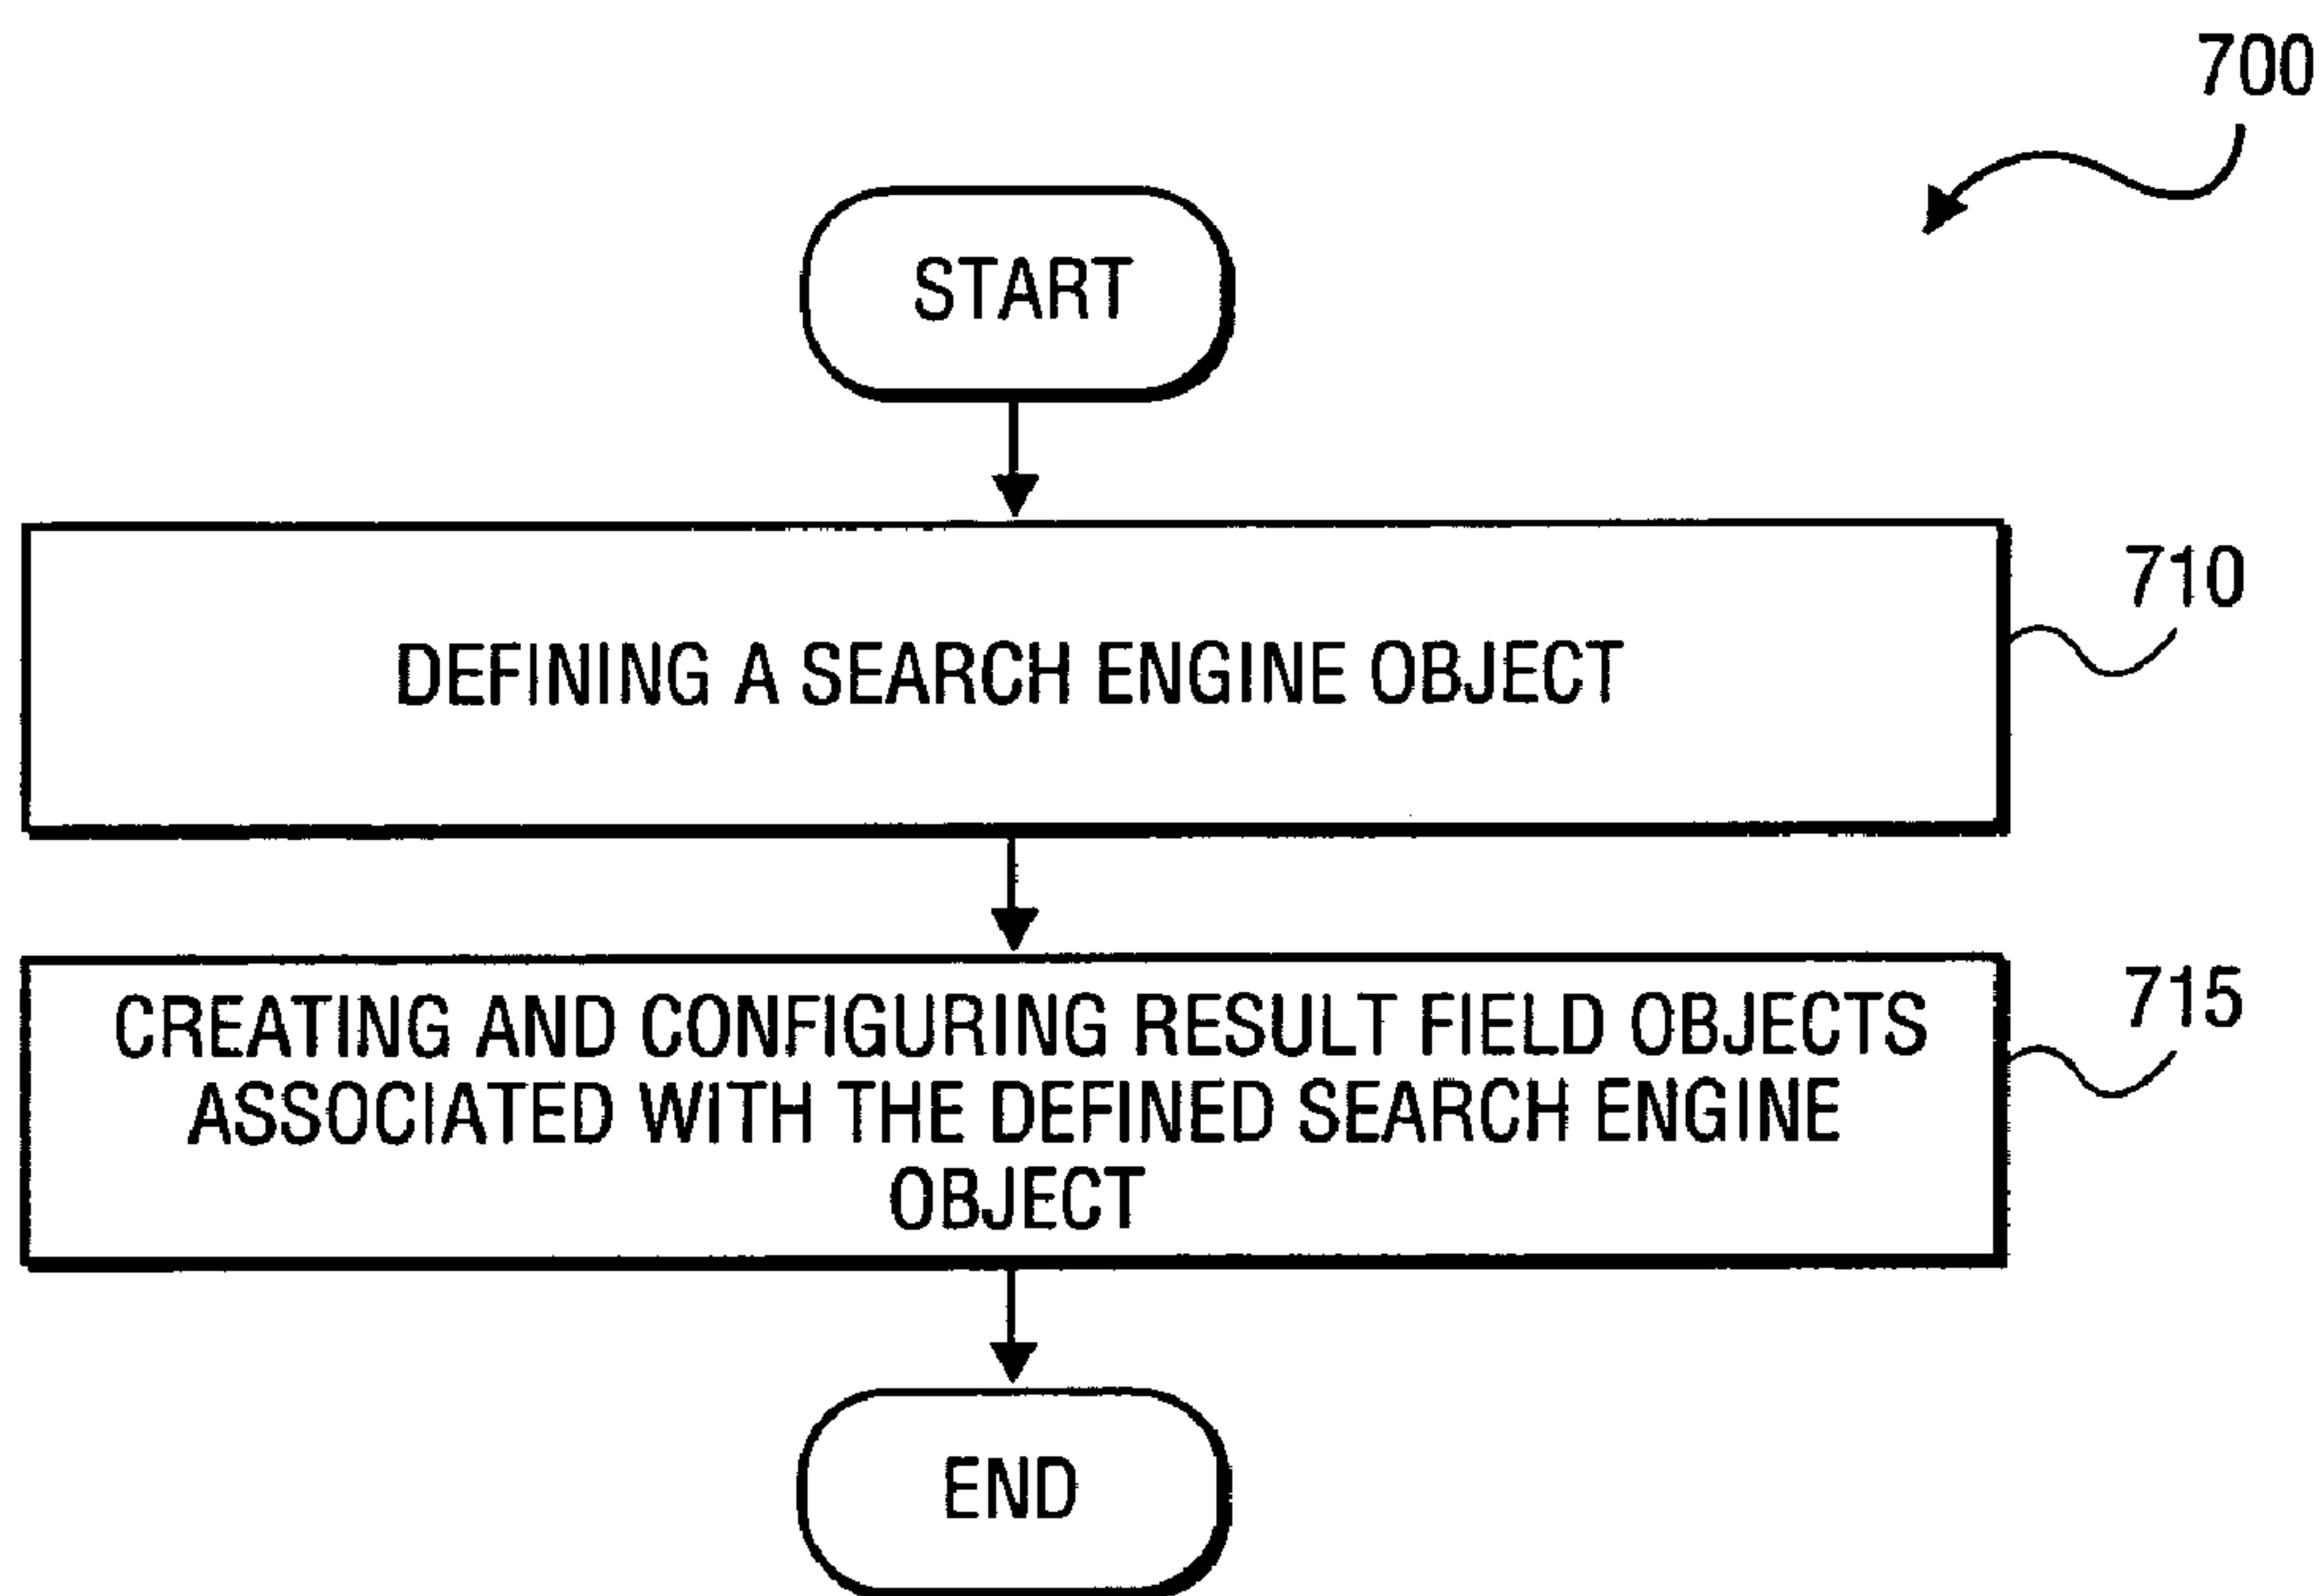 700
START
DEFINING A SEARCH ENGINE OBJECT
710
CREATING AND CONFIGURING RESULT FIELD OBJECTS
ASSOCIATED WITH THE DEFINED SEARCH ENGINE
OBJECT
715
END